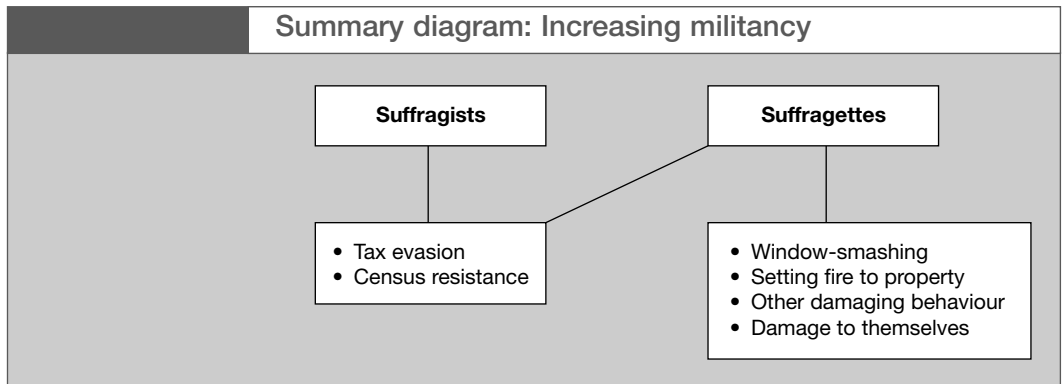 Summary diagram: Increasing militancy
Suffragists
Suffragettes
• Tax evasion
• Census resistance
• Window-smashing
• Setting fire to property
• Other damaging behaviour
• Damage to themselves